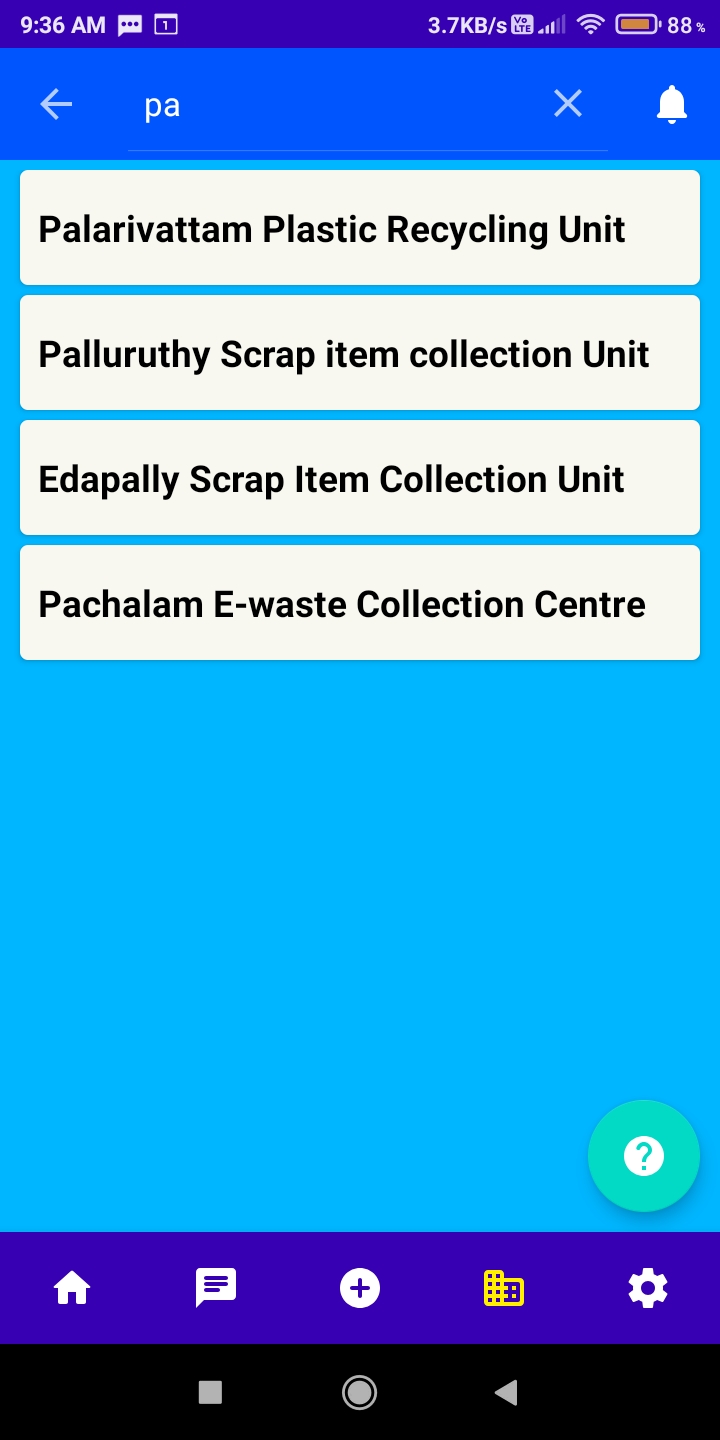 9:36 AM 1 3.7KB/s Vo LTE 88 %
pa
Palarivattam Plastic Recycling Unit
Palluruthy Scrap item collection Unit
Edapally Scrap Item Collection Unit
Pachalam E-waste Collection Centre